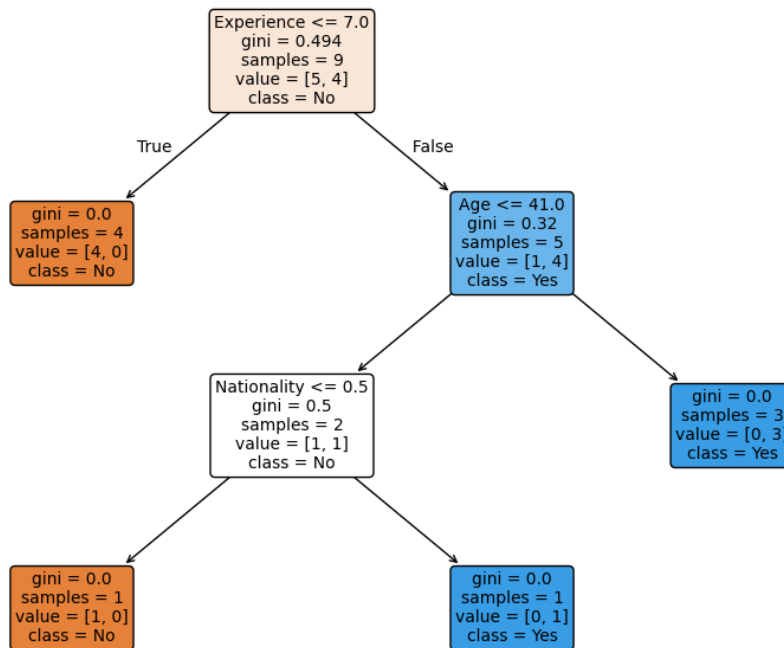 Experience <= 7.0
gini = 0.494
samples = 9
value = [5, 4]
class = No
True
False
gini = 0.0
samples = 4
value = [4, 0]
class = No
Age <= 41.0
gini = 0.32
samples = 5
value = [1, 4]
class = Yes
Nationality <= 0.5
gini = 0.5
samples = 2
value = [1, 1]
class = No
gini = 0.0
samples = 3
value = [0, 3]
class = Yes
gini = 0.0
samples = 1
value = [1, 0]
class = No
gini = 0.0
samples = 1
value = [0, 1]
class = Yes